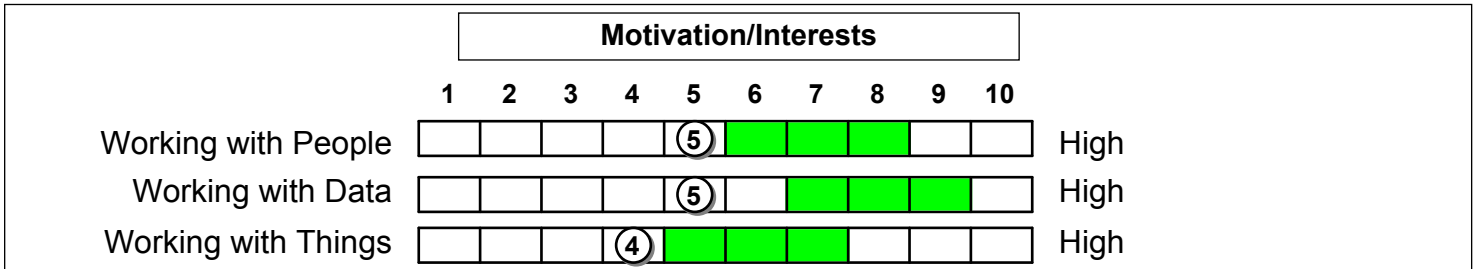 Motivation/Interests
1 2 3 4 5 6 7 8 9 10
Working with People 5 High
Working with Data 5 High
Working with Things 4 High